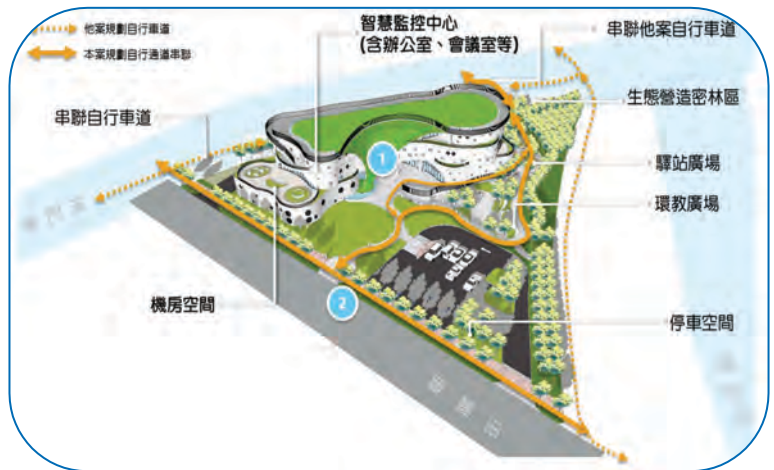 他案規劃自行車道
本案規劃自行通道串聯
智慧監控中心
(含辦公室、會議室等)
串聯他案自行車道
串聯自行車道
生態營造密林區
驛站廣場
環教廣場
機房空間
停車空間
1
2